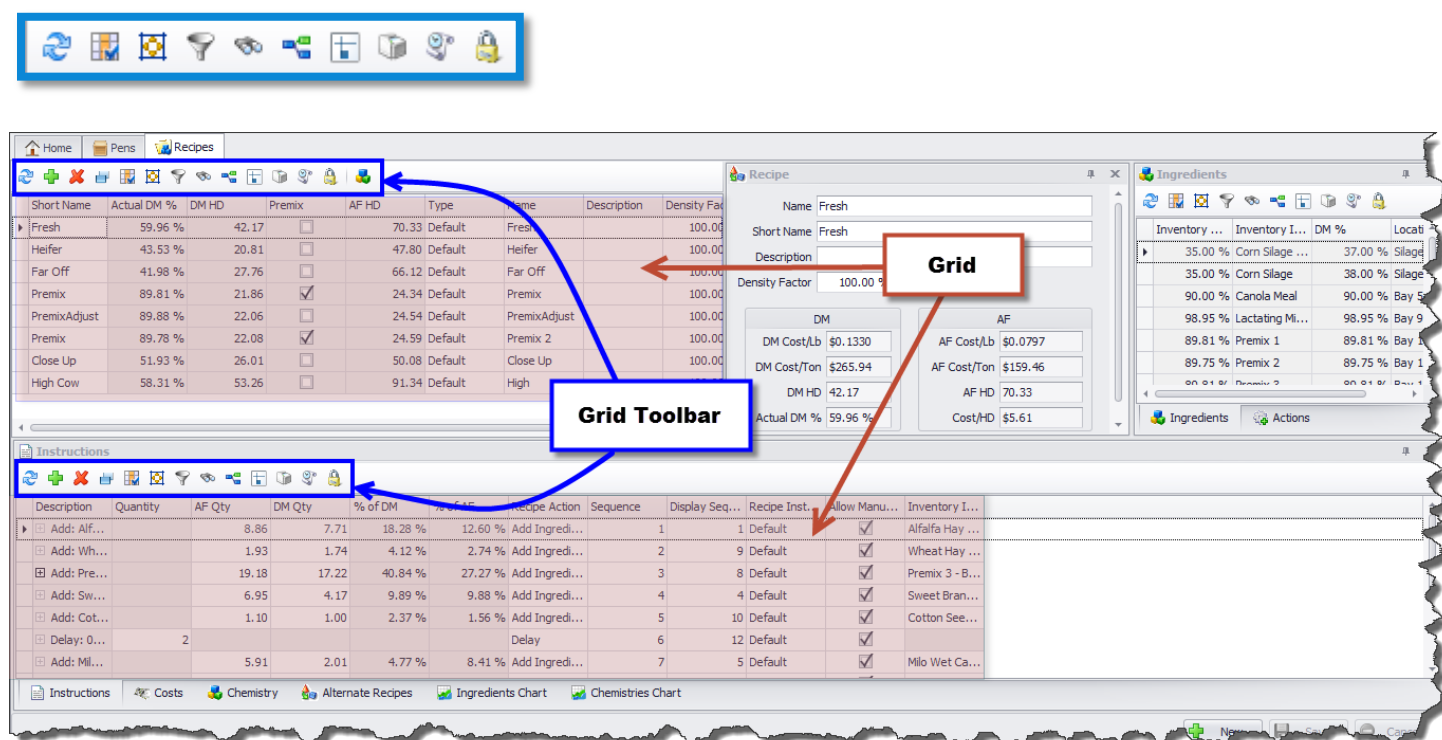 Home Pens Recipes
Recipe
Ingredients
Short Name Actual DM % DM HD Premix AF HD Type Name Description Density Fac
Fresh 59.96 % 42.17 70.33 Default Fresh 100.00
Heifer 43.53 % 20.81 47.80 Default Heifer 100.00
Far Off 41.98 % 27.76 66.12 Default Far Off 100.00
Premix 89.81 % 21.86 24.34 Default Premix 100.00
PremixAdjust 89.88 % 22.06 24.54 Default PremixAdjust 100.00
Premix 89.78 % 22.08 24.59 Default Premix 2 100.00
Close Up 51.93 % 26.01 50.08 Default Close Up 100.00
High Cow 58.31 % 53.26 91.34 Default High
Name Fresh
Short Name Fresh
Description
Density Factor 100.00 %
DM AF
DM Cost/Lb $0.1330 AF Cost/Lb $0.0797
DM Cost/Ton $265.94 AF Cost/Ton $159.46
DM HD 42.17 AF HD 70.33
Actual DM % 59.96 % Cost/HD $5.61
Grid
Grid Toolbar
Inventory ... Inventory I... DM % Locati
35.00 % Corn Silage ... 37.00 % Silage
35.00 % Corn Silage 38.00 % Silage
90.00 % Canola Meal 90.00 % Bay 5
98.95 % Lactating Mi... 98.95 % Bay 9
89.81 % Premix 1 89.81 % Bay 1
89.75 % Premix 2 89.75 % Bay 1
Ingredients Actions
Instructions
Description Quantity AF Qty DM Qty % of DM % of AF Recipe Action Sequence Display Seq... Recipe Inst... Allow Manu... Inventory I...
Add: Alf... 8.86 7.71 18.28 % 12.60 % Add Ingredi... 1 1 Default Alfalfa Hay ...
Add: Wh... 1.93 1.74 4.12 % 2.74 % Add Ingredi... 2 9 Default Wheat Hay ...
Add: Pre... 19.18 17.22 40.84 % 27.27 % Add Ingredi... 3 8 Default Premix 3 - B...
Add: Sw... 6.95 4.17 9.89 % 9.88 % Add Ingredi... 4 4 Default Sweet Bran...
Add: Cot... 1.10 1.00 2.37 % 1.56 % Add Ingredi... 5 10 Default Cotton See...
Delay: 0... 2 Delay 6 12 Default
Add: Mil... 5.91 2.01 4.77 % 8.41 % Add Ingredi... 7 5 Default Milo Wet Ca...
Instructions Costs Chemistry Alternate Recipes Ingredients Chart Chemistries Chart